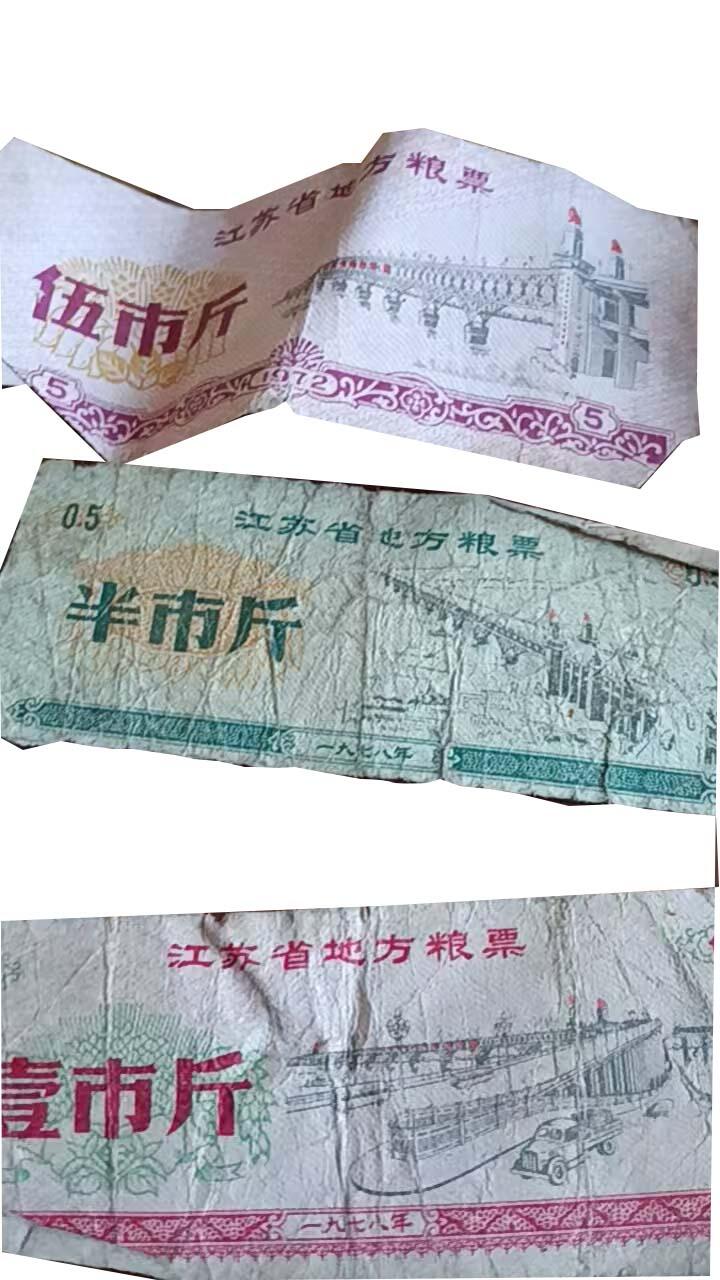 江苏省地方粮票
伍市斤
5 1972 5
0.5
江苏省地方粮票
半市斤
一九七八年
江苏省地方粮票
壹市斤
一九七八年